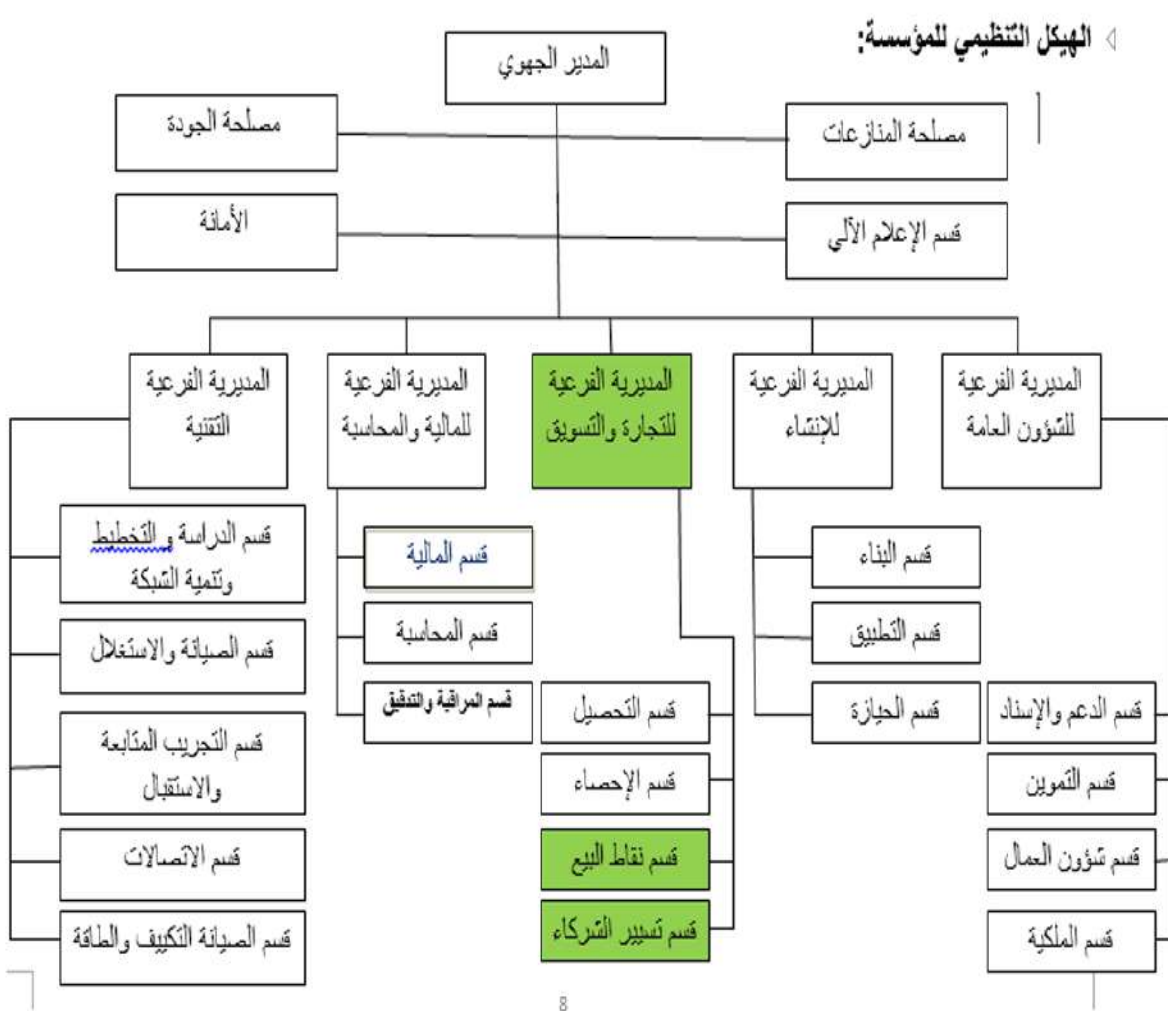 الهيكل التنظيمي للمؤسسة:
المدير الجهوي
مصلحة المنازعات
مصلحة الجودة
قسم الإعلام الآلي
الأمانة
المديرية الفرعية
للشؤون العامة
المديرية الفرعية
للإنشاء
المديرية الفرعية
للتجارة والتسويق
المديرية الفرعية
للمالية والمحاسبة
المديرية الفرعية
التقنية
قسم الدعم والإسناد
قسم التموين
قسم شؤون العمال
قسم الملكية
قسم البناء
قسم التطبيق
قسم الحيازة
قسم التحصيل
قسم الإحصاء
قسم نقاط البيع
قسم تسيير الشركاء
قسم المالية
قسم المحاسبة
قسم المراقبة والتدقيق
قسم الدراسة و التخطيط
وتنمية الشبكة
قسم الصيانة والاستغلال
قسم التجريب المتابعة
والاستقبال
قسم الاتصالات
قسم الصيانة التكييف والطاقة
8